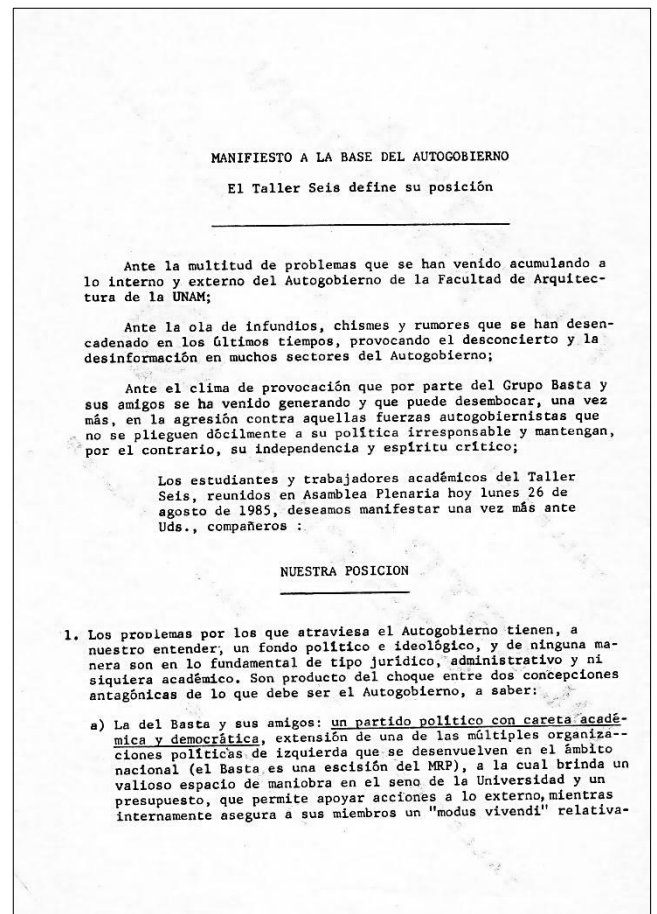 MANIFIESTO A LA BASE DEL AUTOGOBIERNO
El Taller Seis define su posición
Ante la multitud de problemas que se han venido acumulando a
lo interno y externo del Autogobierno de la Facultad de Arquitec-
tura de la UNAM;
Ante la ola de infundios, chismes y rumores que se han desen-
cadenado en los últimos tiempos, provocando el desconcierto y la
desinformación en muchos sectores del Autogobierno;
Ante el clima de provocación que por parte del Grupo Basta y
sus amigos se ha venido generando y que puede desembocar, una vez
más, en la agresión contra aquellas fuerzas autogobiernistas que
no se plieguen dócilmente a su política irresponsable y mantengan,
por el contrario, su independencia y espíritu crítico;
Los estudiantes y trabajadores académicos del Taller
Seis, reunidos en Asamblea Plenaria hoy lunes 26 de
agosto de 1985, deseamos manifestar una vez más ante
Uds., compañeros :
NUESTRA POSICION
1. Los problemas por los que atraviesa el Autogobierno tienen, a
nuestro entender, un fondo político e ideológico, y de ninguna ma-
nera son en lo fundamental de tipo jurídico, administrativo y ni
siquiera académico. Son producto del choque entre dos concepciones
antagónicas de lo que debe ser el Autogobierno, a saber:
a) La del Basta y sus amigos: un partido político con careta acadé-
mica y democrática, extensión de una de las múltiples organiza--
ciones políticas de izquierda que se desenvuelven en el ámbito
nacional (el Basta es una escisión del MRP), a la cual brinda un
valioso espacio de maniobra en el seno de la Universidad y un
presupuesto, que permite apoyar acciones a lo externo, mientras
internamente asegura a sus miembros un "modus vivendi" relativa-